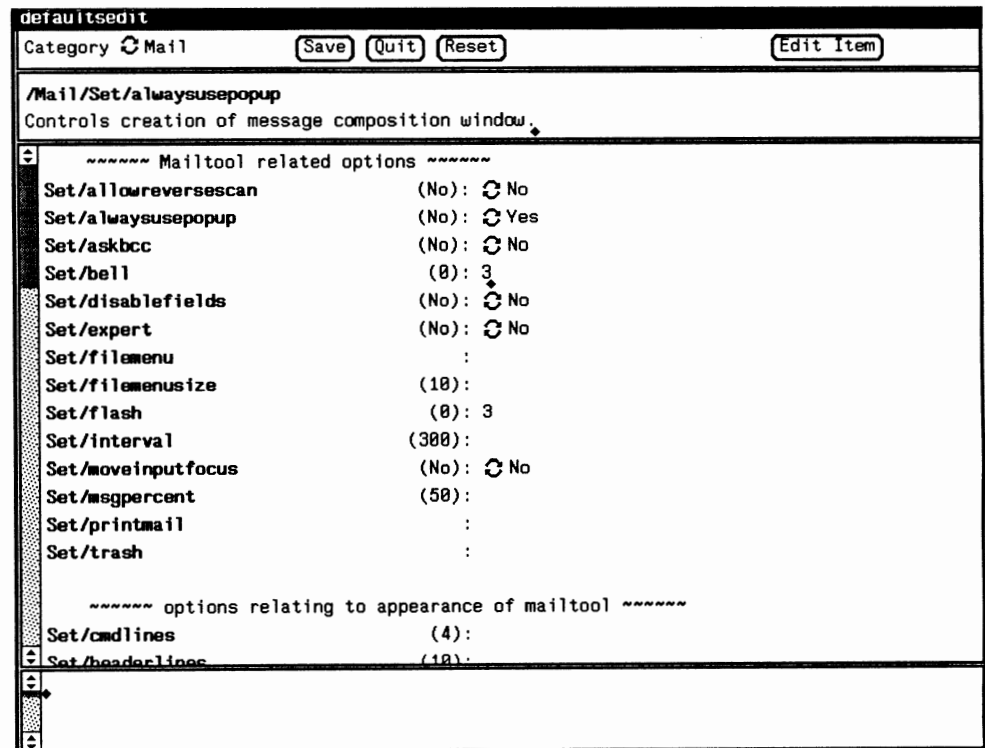 defaultsedit
Category Mail Save Quit Reset Edit Item
/Mail/Set/alwaysusepopup
Controls creation of message composition window.
~~~~~~ Mailtool related options ~~~~~~
Set/allowreversescan (No): No
Set/alwaysusepopup (No): Yes
Set/askbcc (No): No
Set/bell (0): 3
Set/disablefields (No): No
Set/expert (No): No
Set/filemenu :
Set/filemenusize (10):
Set/flash (0): 3
Set/interval (300):
Set/moveinputfocus (No): No
Set/msgpercent (50):
Set/printmail :
Set/trash :
~~~~~~ options relating to appearance of mailtool ~~~~~~
Set/cmdlines (4):
Set/headerlines (10):